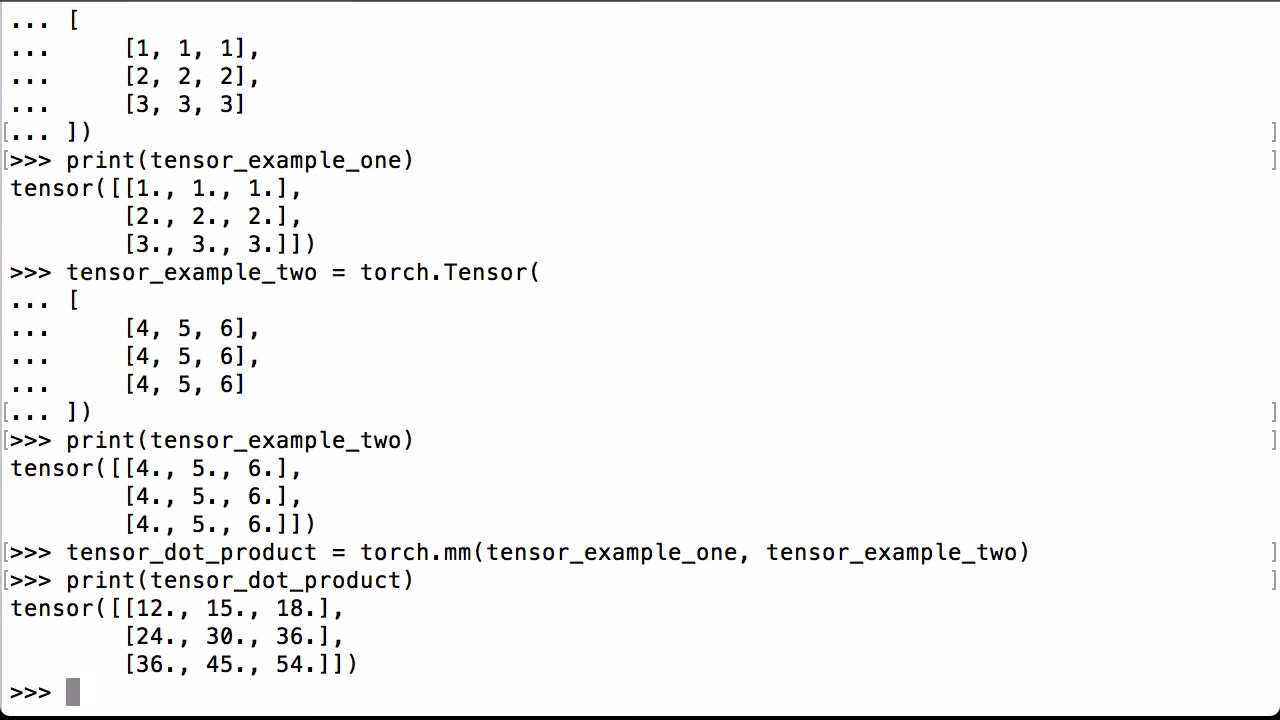 ... [
...     [1, 1, 1],
...     [2, 2, 2],
...     [3, 3, 3]
[... ]) ]
[>>> print(tensor_example_one) ]
tensor([[1., 1., 1.],
        [2., 2., 2.],
        [3., 3., 3.]])
>>> tensor_example_two = torch.Tensor(
... [
...     [4, 5, 6],
...     [4, 5, 6],
...     [4, 5, 6]
[... ]) ]
[>>> print(tensor_example_two) ]
tensor([[4., 5., 6.],
        [4., 5., 6.],
        [4., 5., 6.]])
[>>> tensor_dot_product = torch.mm(tensor_example_one, tensor_example_two) ]
[>>> print(tensor_dot_product) ]
tensor([[12., 15., 18.],
        [24., 30., 36.],
        [36., 45., 54.]])
>>>